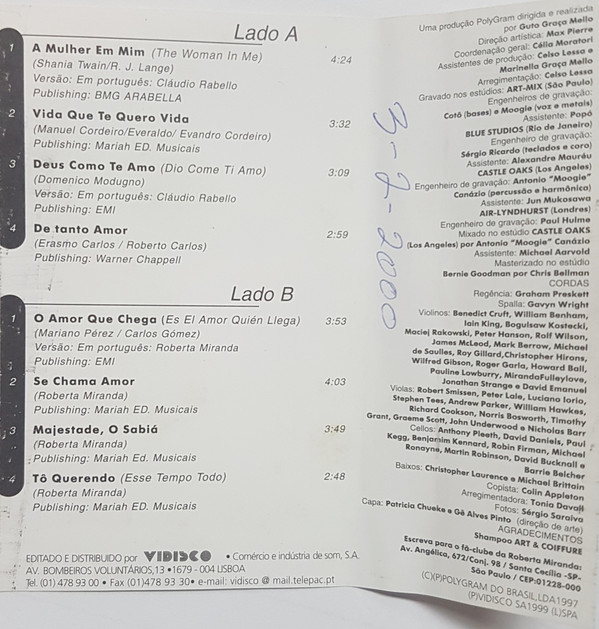 Lado A
1 A Mulher Em Mim (The Woman In Me) 4:24
(Shania Twain/R. J. Lange)
Versão: Em português: Cláudio Rabello
Publishing: BMG ARABELLA
2 Vida Que Te Quero Vida 3:32
(Manuel Cordeiro/Everaldo/ Evandro Cordeiro)
Publishing: Mariah ED. Musicais
3 Deus Como Te Amo (Dio Come Ti Amo) 3:09
(Domenico Modugno)
Versão: Em português: Cláudio Rabello
Publishing: EMI
4 De tanto Amor 2:59
(Erasmo Carlos / Roberto Carlos)
Publishing: Warner Chappell
Lado B
1 O Amor Que Chega (Es El Amor Quién Llega) 3:53
(Mariano Pérez / Carlos Gómez)
Versão: Em português: Roberta Miranda
Publishing: EMI
2 Se Chama Amor 4:03
(Roberta Miranda)
Publishing: Mariah ED. Musicais
3 Majestade, O Sabiá 3:49
(Roberta Miranda)
Publishing: Mariah Ed. Musicais
4 Tô Querendo (Esse Tempo Todo) 2:48
(Roberta Miranda)
Publishing: Mariah ED. Musicais
EDITADO E DISTRIBUIDO por VIDISCO • Comércio e indústria de som, S.A.
AV. BOMBEIROS VOLUNTÁRIOS, 13 •1679 - 004 LISBOA
Tel. (01) 478 93 00 • Fax (01)478 93 30• e-mail: vidisco @ mail.telepac.pt
3-2-2000
Uma produção PolyGram dirigida e realizada
por Guto Graça Mello
Direção artística: Max Pierre
Coordenação geral: Célia Moratori
Assistentes de produção: Celso Lessa e
Marinella Graça Mello
Arregimentação: Celso Lessa
Gravado nos estúdios: ART-MIX (São Paulo)
Engenheiros de gravação:
Cotô (bases) e Moogie (voz e metais)
Assistente: Popó
BLUE STUDIOS (Rio de Janeiro)
Engenheiro de gravação:
Sérgio Ricardo (teclados e coro)
Assistente: Alexandre Mauréu
CASTLE OAKS (Los Angeles)
Engenheiro de gravação: Antonio "Moogie"
Canázio (percussão e harmônica)
Assistente: Jun Mukosawa
AIR-LYNDHURST (Londres)
Engenheiro de gravação: Paul Hulme
Mixado no estúdio CASTLE OAKS
(Los Angeles) por Antonio "Moogie" Canázio
Assistente: Michael Aarvold
Masterizado no estúdio
Bernie Goodman por Chris Bellman
CORDAS
Regência: Graham Preskett
Spalla: Gavyn Wright
Violinos: Benedict Cruft, William Benham,
Iain King, Bogulsaw Kostecki,
Maciej Rakowski, Peter Hanson, Rolf Wilson,
James McLeod, Mark Berrow, Michael
de Saulles, Roy Gillard, Christopher Hirons,
Wilfred Gibson, Roger Garla, Howard Ball,
Pauline Lowburry, MirandaFulleylove,
Jonathan Strange e David Emanuel
Violas: Robert Smissen, Peter Lale, Luciano Iorio,
Stephen Tees, Andrew Parker, William Hawkes,
Richard Cookson, Norris Bosworth, Timothy
Grant, Graeme Scott, John Underwood e Nicholas Barr
Cellos: Anthony Pleeth, David Daniels, Paul
Kegg, Benjamim Kennard, Robin Firman, Michael
Ronayne, Martin Robinson, David Bucknall e
Barrie Belcher
Baixos: Christopher Laurence e Michael Brittain
Copista: Colin Appleton
Arregimentadora: Tonia Davall
Fotos: Sérgio Saraiva
Capa: Patricia Chueke e Gê Alves Pinto (direção de arte)
AGRADECIMENTOS
Shampoo ART & COIFFURE
Escreva para o fã-clube da Roberta Miranda:
Av. Angélica, 672/Conj. 98 / Santa Cecília -SP-
São Paulo / CEP:01228-000
(C)(P)POLYGRAM DO BRASIL,LDA1997
(P)VIDISCO SA1999 (L)SPA